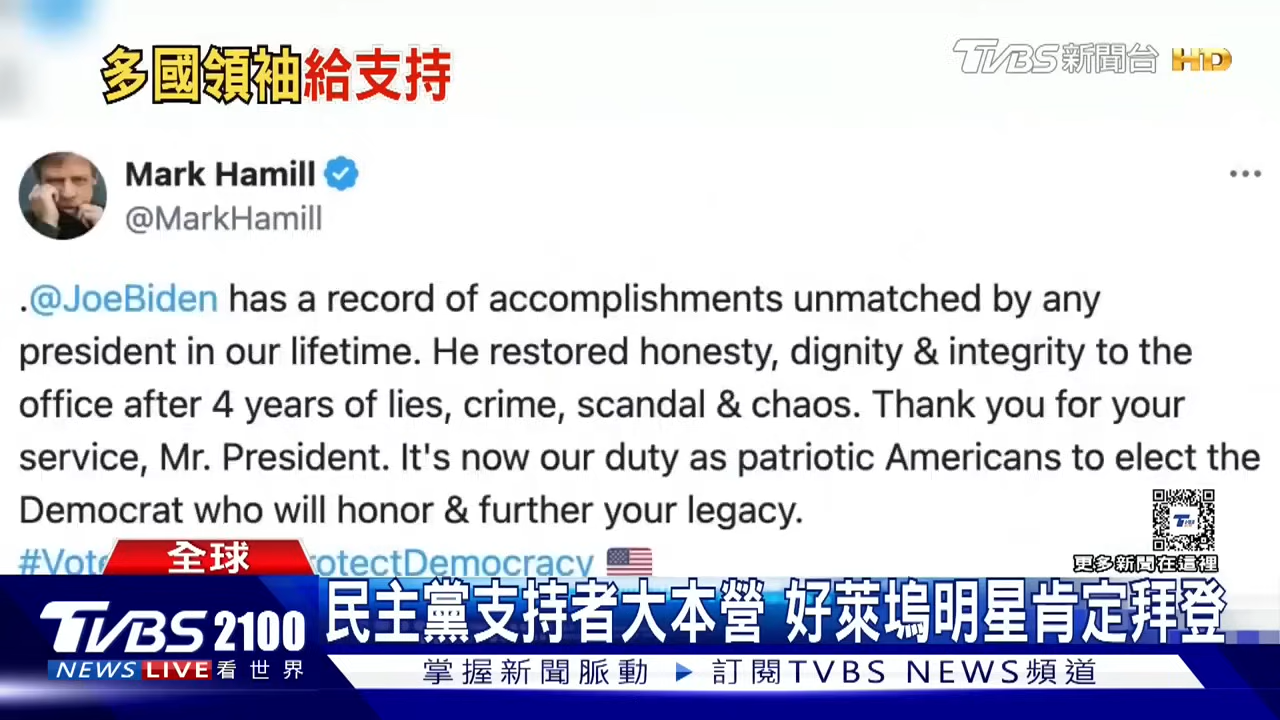 多國領袖給支持
TVBS新聞台 HD
Mark Hamill
@MarkHamill
.@JoeBiden has a record of accomplishments unmatched by any
president in our lifetime. He restored honesty, dignity & integrity to the
office after 4 years of lies, crime, scandal & chaos. Thank you for your
service, Mr. President. It's now our duty as patriotic Americans to elect the
Democrat who will honor & further your legacy.
更多新聞在這裡
全球
民主黨支持者大本營 好萊塢明星肯定拜登
TVBS 2100
NEWS LIVE 看世界
掌握新聞脈動 訂閱TVBS NEWS頻道